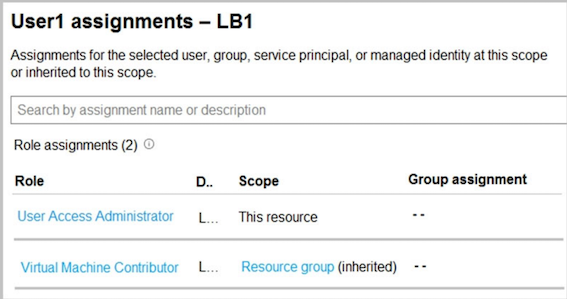 User1 assignments – LB1
Assignments for the selected user, group, service principal, or managed identity at this scope
or inherited to this scope.
Search by assignment name or description
Role assignments (2) ⓘ
Role D.. Scope Group assignment
User Access Administrator L... This resource - -
Virtual Machine Contributor L... Resource group (inherited) - -